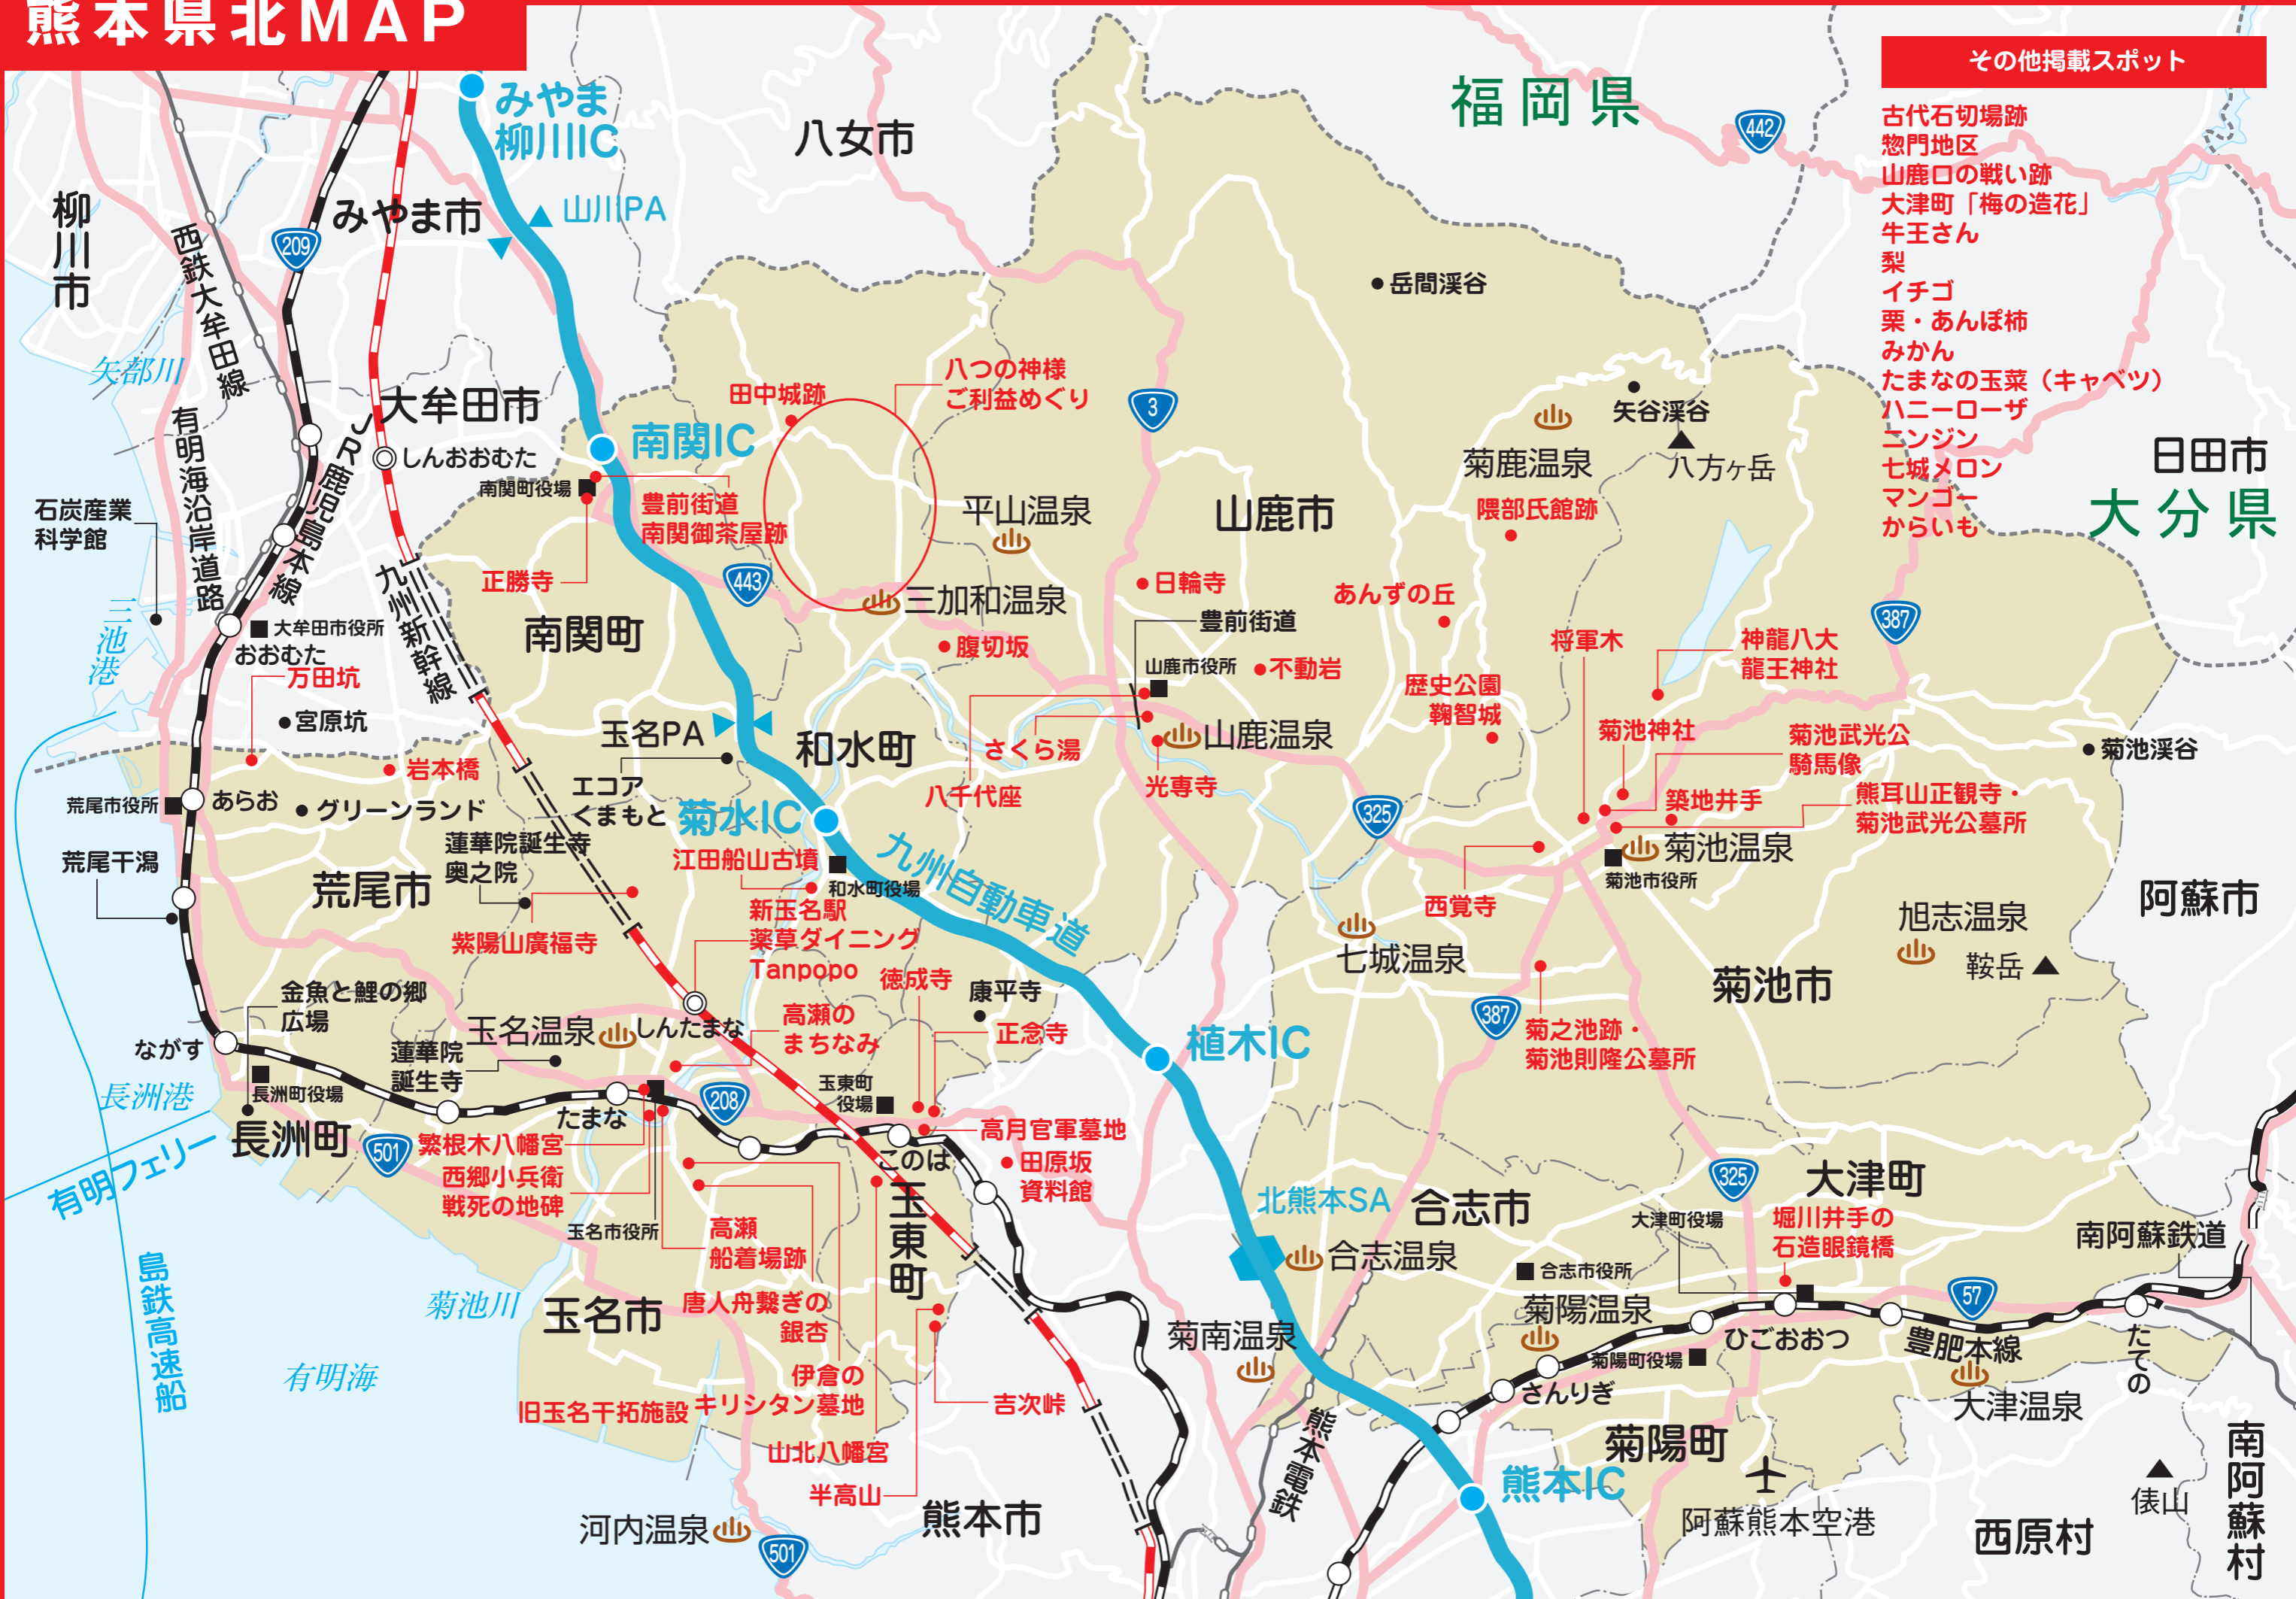 熊本県北MAP
その他掲載スポット
古代石切場跡
惣門地区
山鹿口の戦い跡
大津町「梅の造花」
牛王さん
梨
イチゴ
栗・あんぽ柿
みかん
たまなの玉菜（キャベツ）
ハニーローザ
ニンジン
七城メロン
マンゴー
からいも
福岡県
442
みやま
柳川IC
八女市
山川PA
みやま市
柳川市
209
西鉄大牟田線
岳間渓谷
矢部川
大牟田市
しんおおむた
有明海沿岸道路
JR鹿児島本線
田中城跡
八つの神様
ご利益めぐり
3
矢谷渓谷
八方ヶ岳
菊鹿温泉
隈部氏館跡
日田市
大分県
南関IC
南関町役場
豊前街道
南関御茶屋跡
正勝寺
平山温泉
山鹿市
石炭産業
科学館
443
三加和温泉
日輪寺
あんずの丘
387
三池港
九州新幹線
南関町
大牟田市役所
おおむた
万田坑
宮原坑
腹切坂
豊前街道
山鹿市役所
不動岩
将軍木
神龍八大
龍王神社
歴史公園
鞠智城
菊池神社
菊池武光公
騎馬像
菊池渓谷
玉名PA
和水町
さくら湯
山鹿温泉
岩本橋
エコア
くまもと
八千代座
光専寺
築地井手
熊耳山正観寺・
菊池武光公墓所
荒尾市役所
あらお
グリーンランド
菊水IC
325
菊池温泉
菊池市役所
蓮華院誕生寺
奥之院
江田船山古墳
和水町役場
九州自動車道
荒尾干潟
荒尾市
西覚寺
阿蘇市
旭志温泉
新玉名駅
薬草ダイニング
Tanpopo
紫陽山廣福寺
七城温泉
鞍岳
菊池市
徳成寺
康平寺
金魚と鯉の郷
広場
玉名温泉
しんたまな
高瀬の
まちなみ
正念寺
植木IC
387
菊之池跡・
菊池則隆公墓所
ながす
蓮華院
誕生寺
長洲港
長洲町役場
玉東町
役場
208
たまな
長洲町
501
繁根木八幡宮
西郷小兵衛
戦死の地碑
高月官軍墓地
このは
田原坂
資料館
有明フェリー
玉名市役所
高瀬
船着場跡
玉東町
北熊本SA
合志市
合志温泉
325
大津町
大津町役場
堀川井手の
石造眼鏡橋
南阿蘇鉄道
島鉄高速船
菊池川
玉名市
唐人舟繋ぎの
銀杏
合志市役所
菊陽温泉
57
菊南温泉
ひごおおつ
豊肥本線
たての
有明海
伊倉の
キリシタン墓地
旧玉名干拓施設
吉次峠
菊陽町役場
さんりぎ
大津温泉
山北八幡宮
熊本電鉄
菊陽町
南阿蘇村
半高山
熊本市
熊本IC
俵山
河内温泉
501
阿蘇熊本空港
西原村